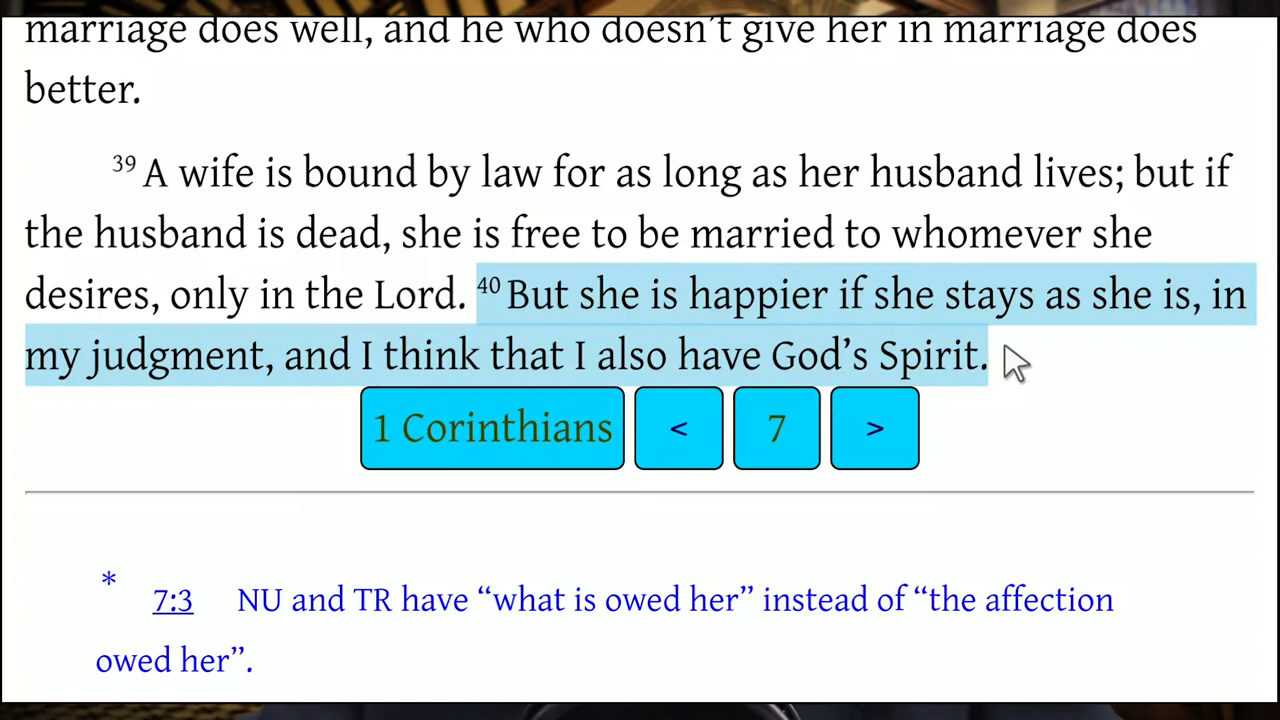 marriage does well, and he who doesn’t give her in marriage does
better.
39 A wife is bound by law for as long as her husband lives; but if
the husband is dead, she is free to be married to whomever she
desires, only in the Lord. 40 But she is happier if she stays as she is, in
my judgment, and I think that I also have God’s Spirit.
1 Corinthians < 7 >
* 7:3 NU and TR have “what is owed her” instead of “the affection
owed her”.